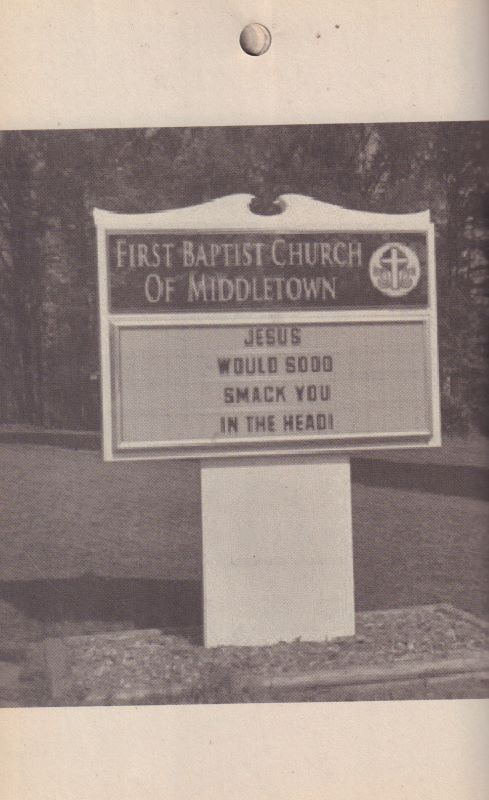 First Baptist Church
Of Middletown
JESUS
WOULD SOOO
SMACK YOU
IN THE HEAD!